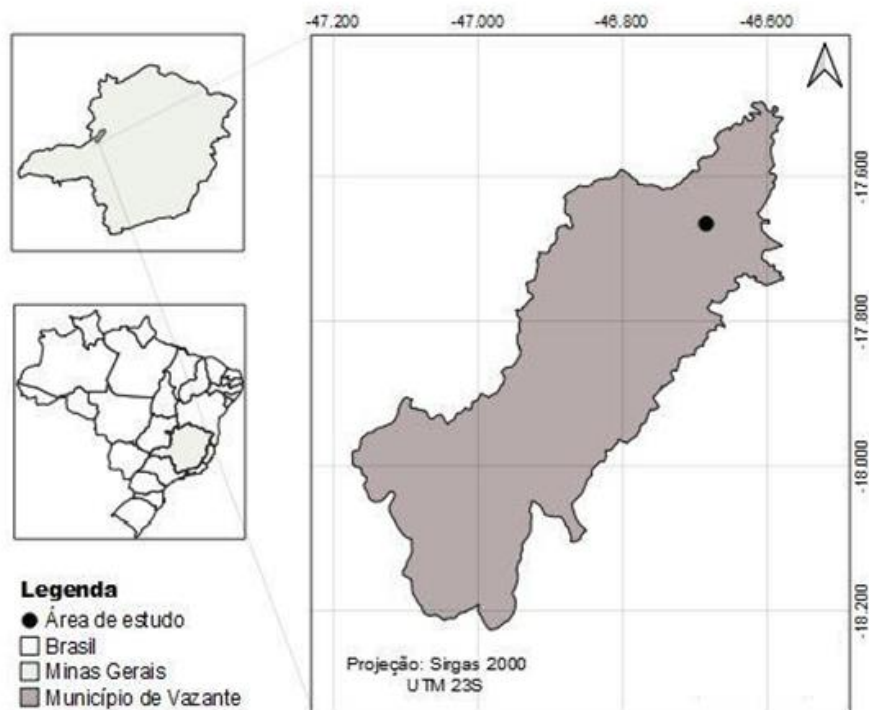 -47.200 -47.000 -46.800 -46.600
-17.600
-17.800
-18.000
-18.200
Legenda
Área de estudo
Brasil
Minas Gerais
Município de Vazante
Projeção: Sirgas 2000
UTM 23S